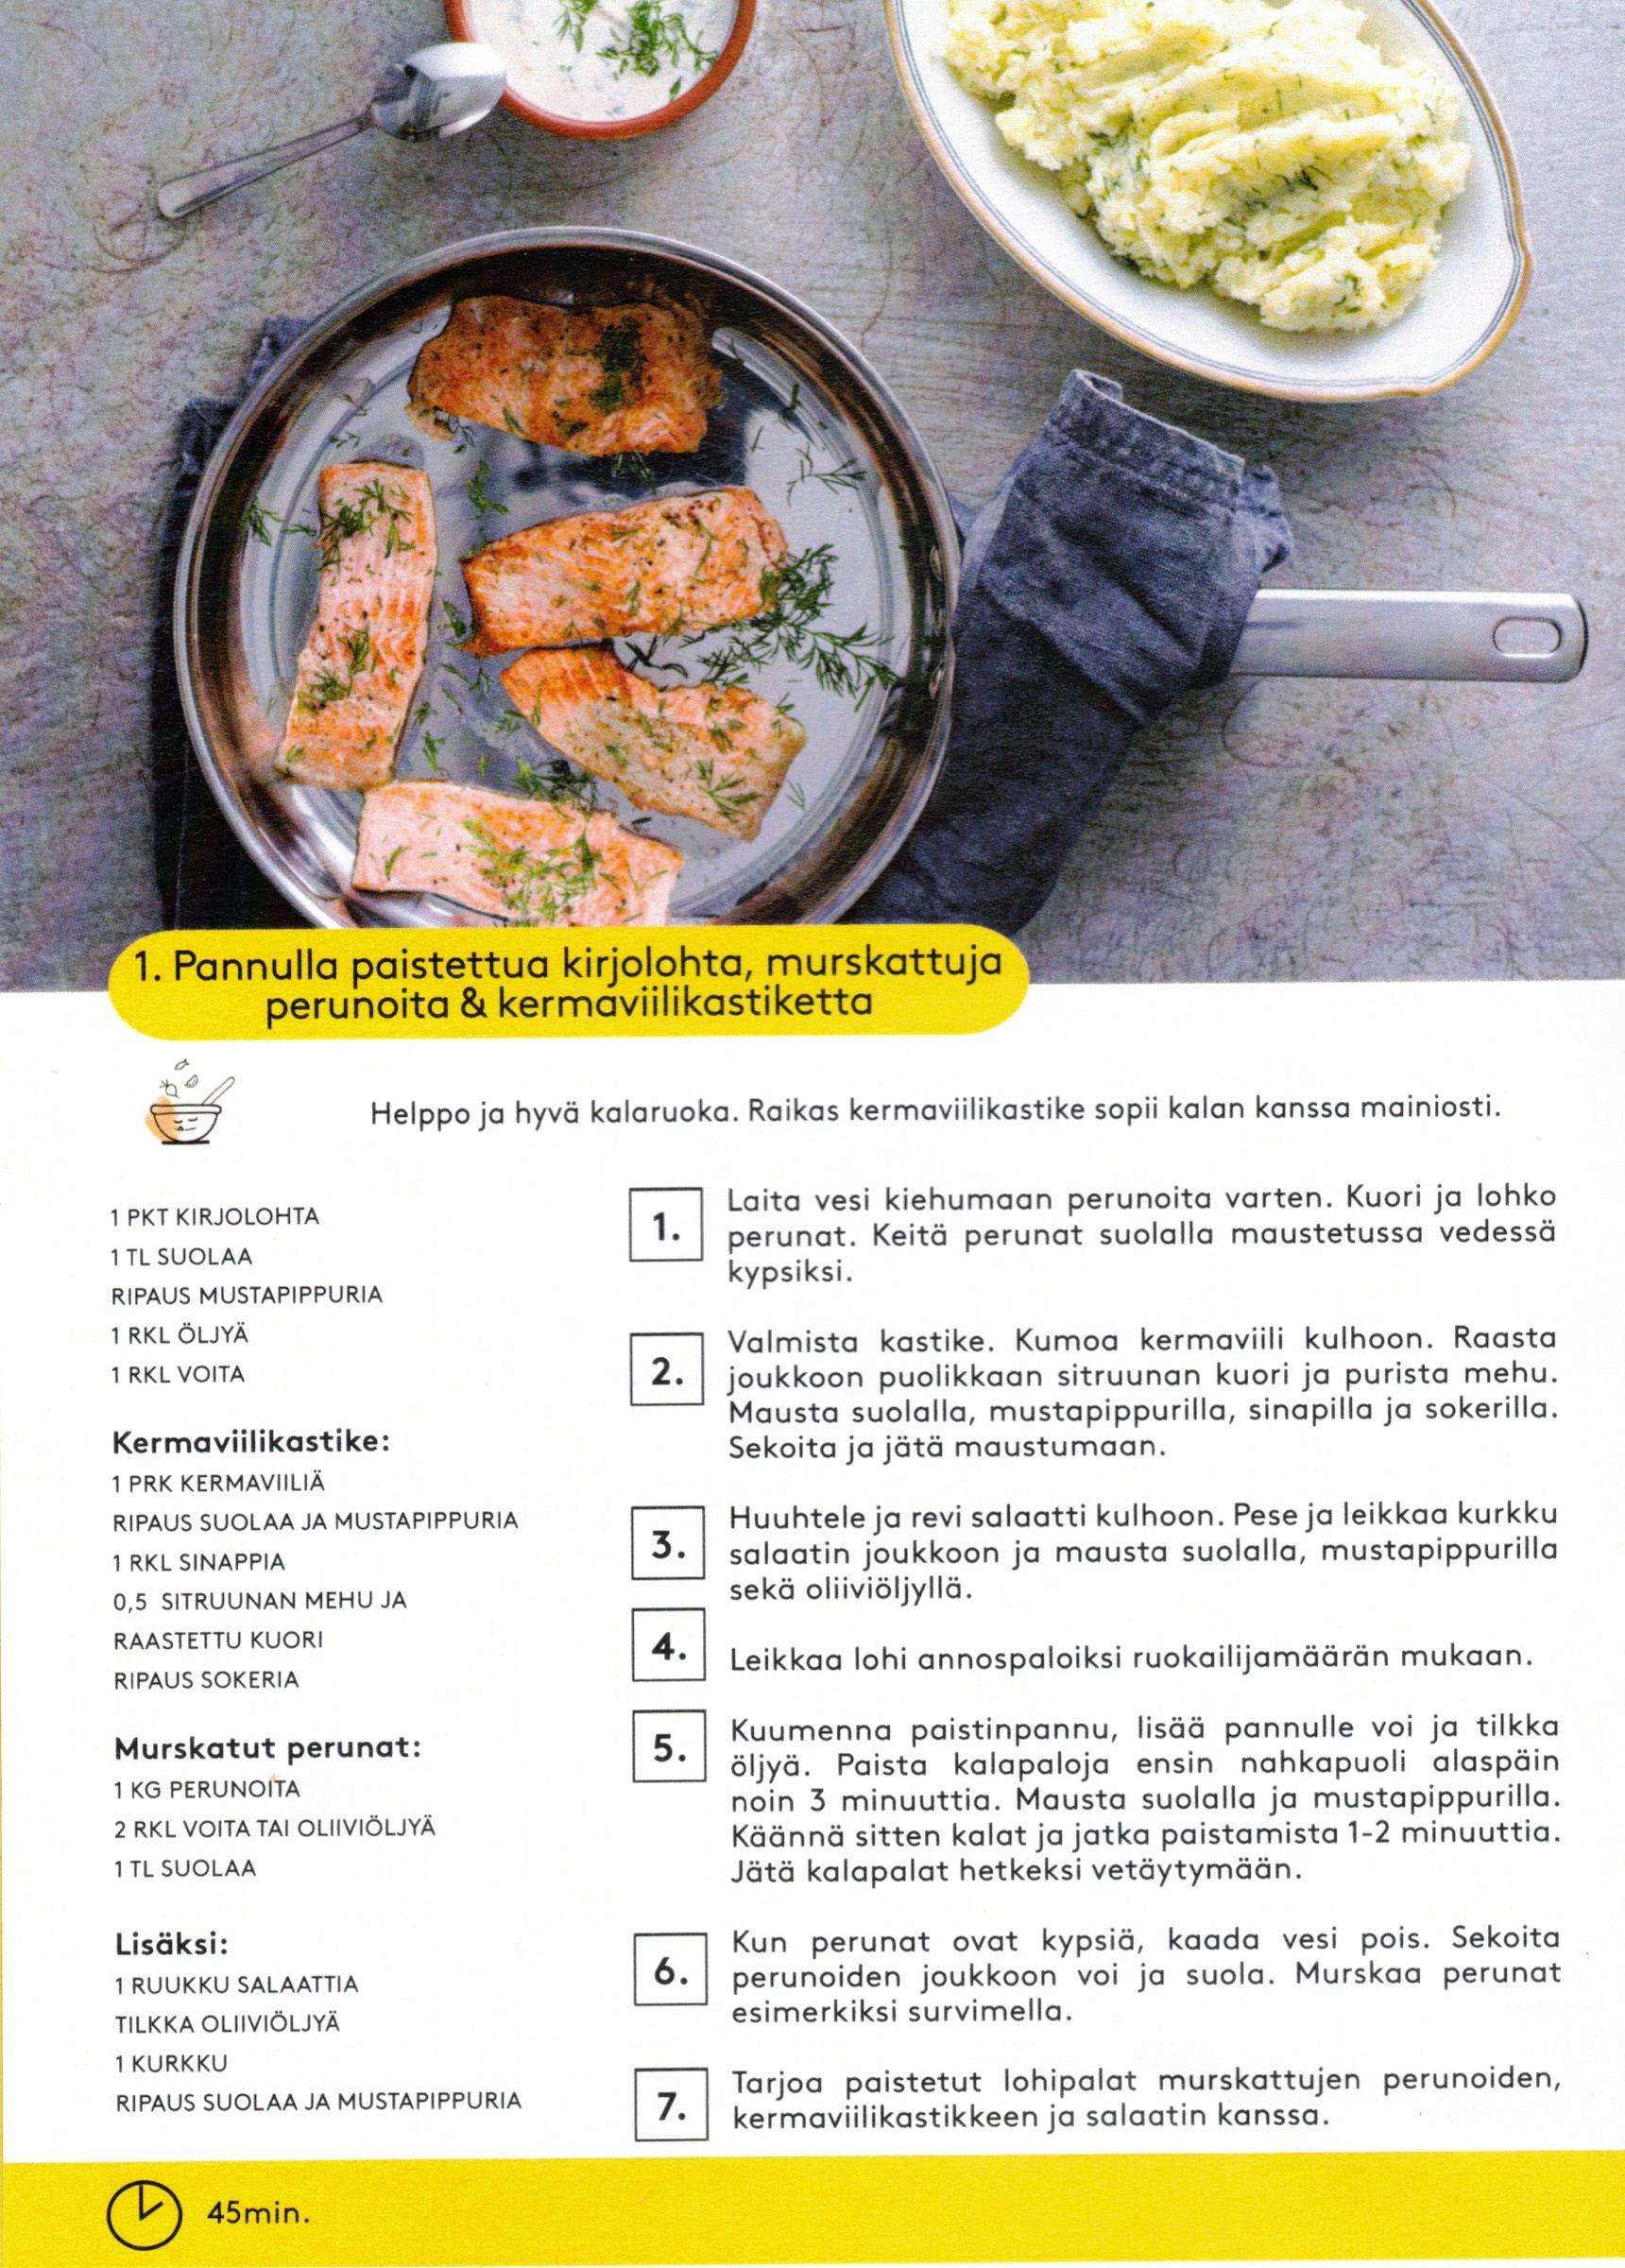 1. Pannulla paistettua kirjolohta, murskattuja
perunoita & kermaviilikastiketta
Helppo ja hyvä kalaruoka. Raikas kermaviilikastike sopii kalan kanssa mainiosti.
1 PKT KIRJOLOHTA
1 TL SUOLAA
RIPAUS MUSTAPIPPURIA
1 RKL ÖLJYÄ
1 RKL VOITA
Kermaviilikastike:
1 PRK KERMAVIILIÄ
RIPAUS SUOLAA JA MUSTAPIPPURIA
1 RKL SINAPPIA
0,5 SITRUUNAN MEHU JA
RAASTETTU KUORI
RIPAUS SOKERIA
Murskatut perunat:
1 KG PERUNOITA
2 RKL VOITA TAI OLIIVIÖLJYÄ
1 TL SUOLAA
Lisäksi:
1 RUUKKU SALAATTIA
TILKKA OLIIVIÖLJYÄ
1 KURKKU
RIPAUS SUOLAA JA MUSTAPIPPURIA
1.
Laita vesi kiehumaan perunoita varten. Kuori ja lohko
perunat. Keitä perunat suolalla maustetussa vedessä
kypsiksi.
2.
Valmista kastike. Kumoa kermaviili kulhoon. Raasta
joukkoon puolikkaan sitruunan kuori ja purista mehu.
Mausta suolalla, mustapippurilla, sinapilla ja sokerilla.
Sekoita ja jätä maustumaan.
3.
Huuhtele ja revi salaatti kulhoon. Pese ja leikkaa kurkku
salaatin joukkoon ja mausta suolalla, mustapippurilla
sekä oliiviöljyllä.
4.
Leikkaa lohi annospaloiksi ruokailijamäärän mukaan.
5.
Kuumenna paistinpannu, lisää pannulle voi ja tilkka
öljyä. Paista kalapaloja ensin nahkapuoli alaspäin
noin 3 minuuttia. Mausta suolalla ja mustapippurilla.
Käännä sitten kalat ja jatka paistamista 1-2 minuuttia.
Jätä kalapalat hetkeksi vetäytymään.
6.
Kun perunat ovat kypsiä, kaada vesi pois. Sekoita
perunoiden joukkoon voi ja suola. Murskaa perunat
esimerkiksi survimella.
7.
Tarjoa paistetut lohipalat murskattujen perunoiden,
kermaviilikastikkeen ja salaatin kanssa.
45min.